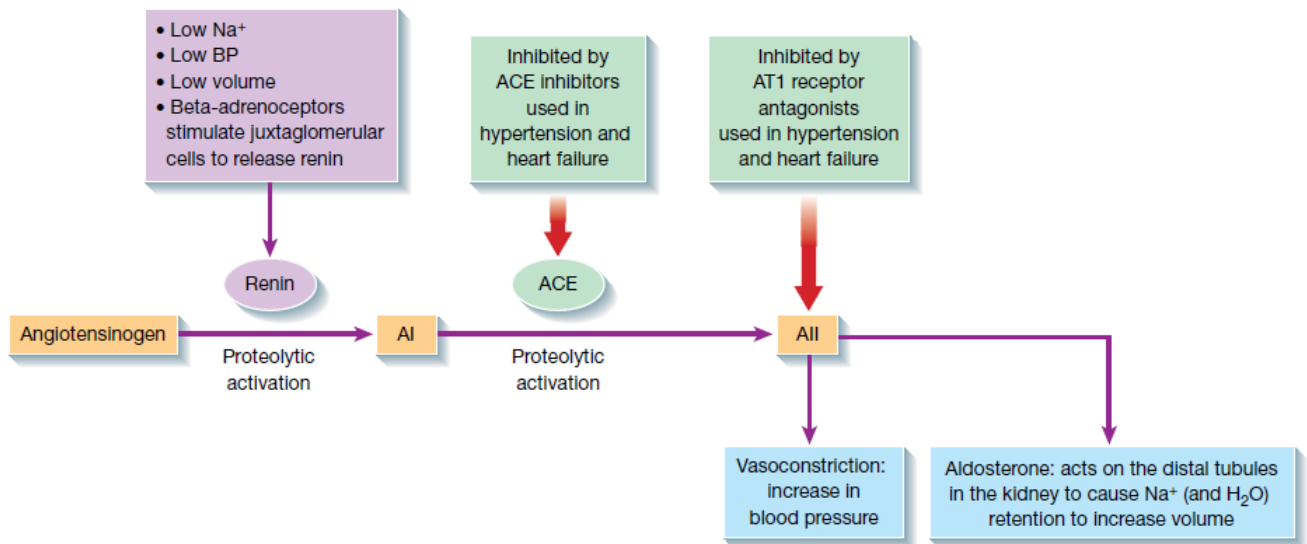 • Low Na⁺
• Low BP
• Low volume
• Beta-adrenoceptors
stimulate juxtaglomerular
cells to release renin
Inhibited by
ACE inhibitors
used in
hypertension and
heart failure
Inhibited by
AT1 receptor
antagonists
used in hypertension
and heart failure
Renin
ACE
Angiotensinogen
AI
AII
Proteolytic
activation
Proteolytic
activation
Vasoconstriction:
increase in
blood pressure
Aldosterone: acts on the distal tubules
in the kidney to cause Na⁺ (and H₂O)
retention to increase volume